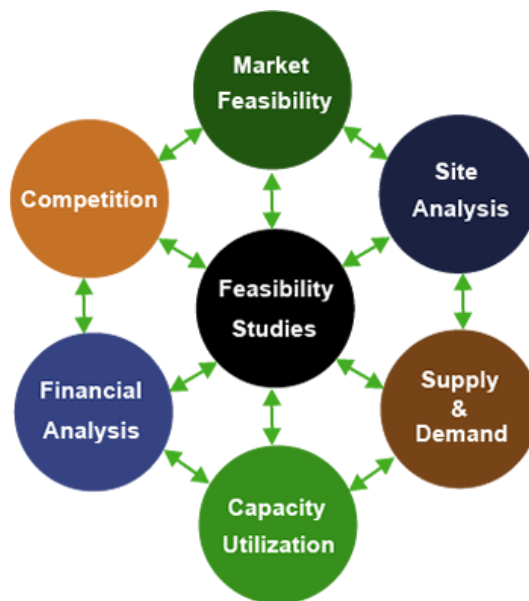 Market
Feasibility
Competition
Site
Analysis
Feasibility
Studies
Financial
Analysis
Supply
&
Demand
Capacity
Utilization